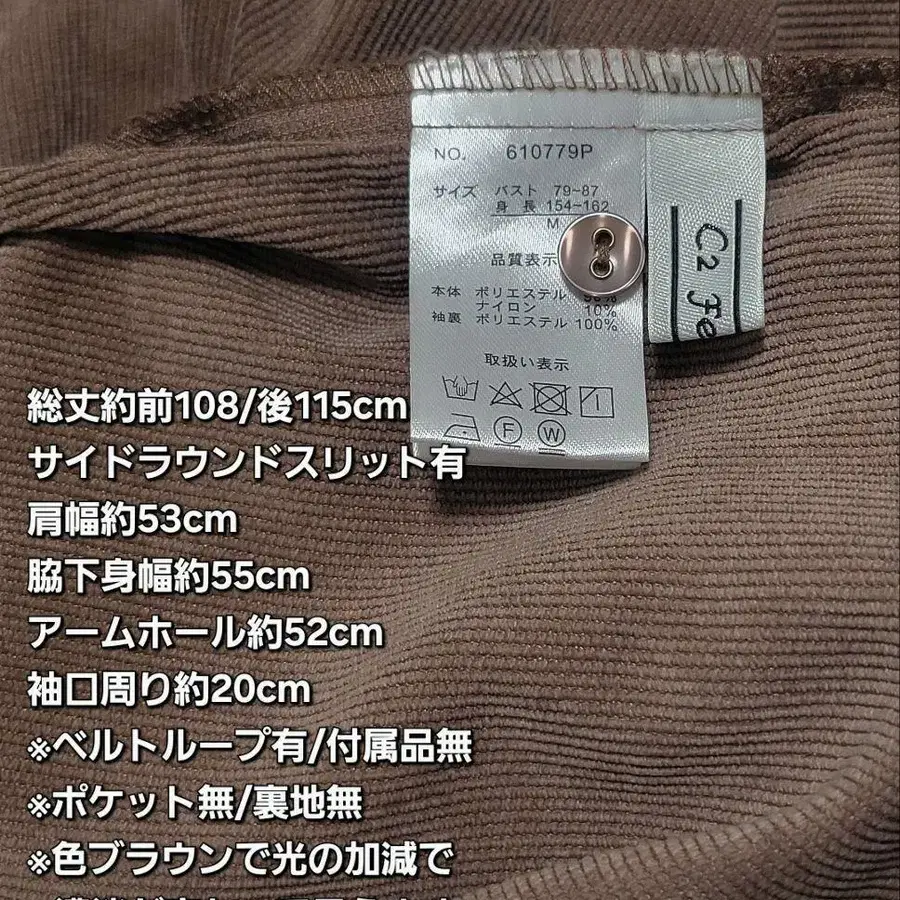 NO. 610779P
サイズ バスト 79~87
身 長 154~162
M
品質表示
本体 ポリエステル
ナイロン 10%
袖裏 ポリエステル 100%
取扱い表示
F W
C2
総丈約前108/後115cm
サイドラウンドスリット有
肩幅約53cm
脇下身幅約55cm
アームホール約52cm
袖口周り約20cm
※ベルトループ有/付属品無
※ポケット無/裏地無
※色ブラウンで光の加減で